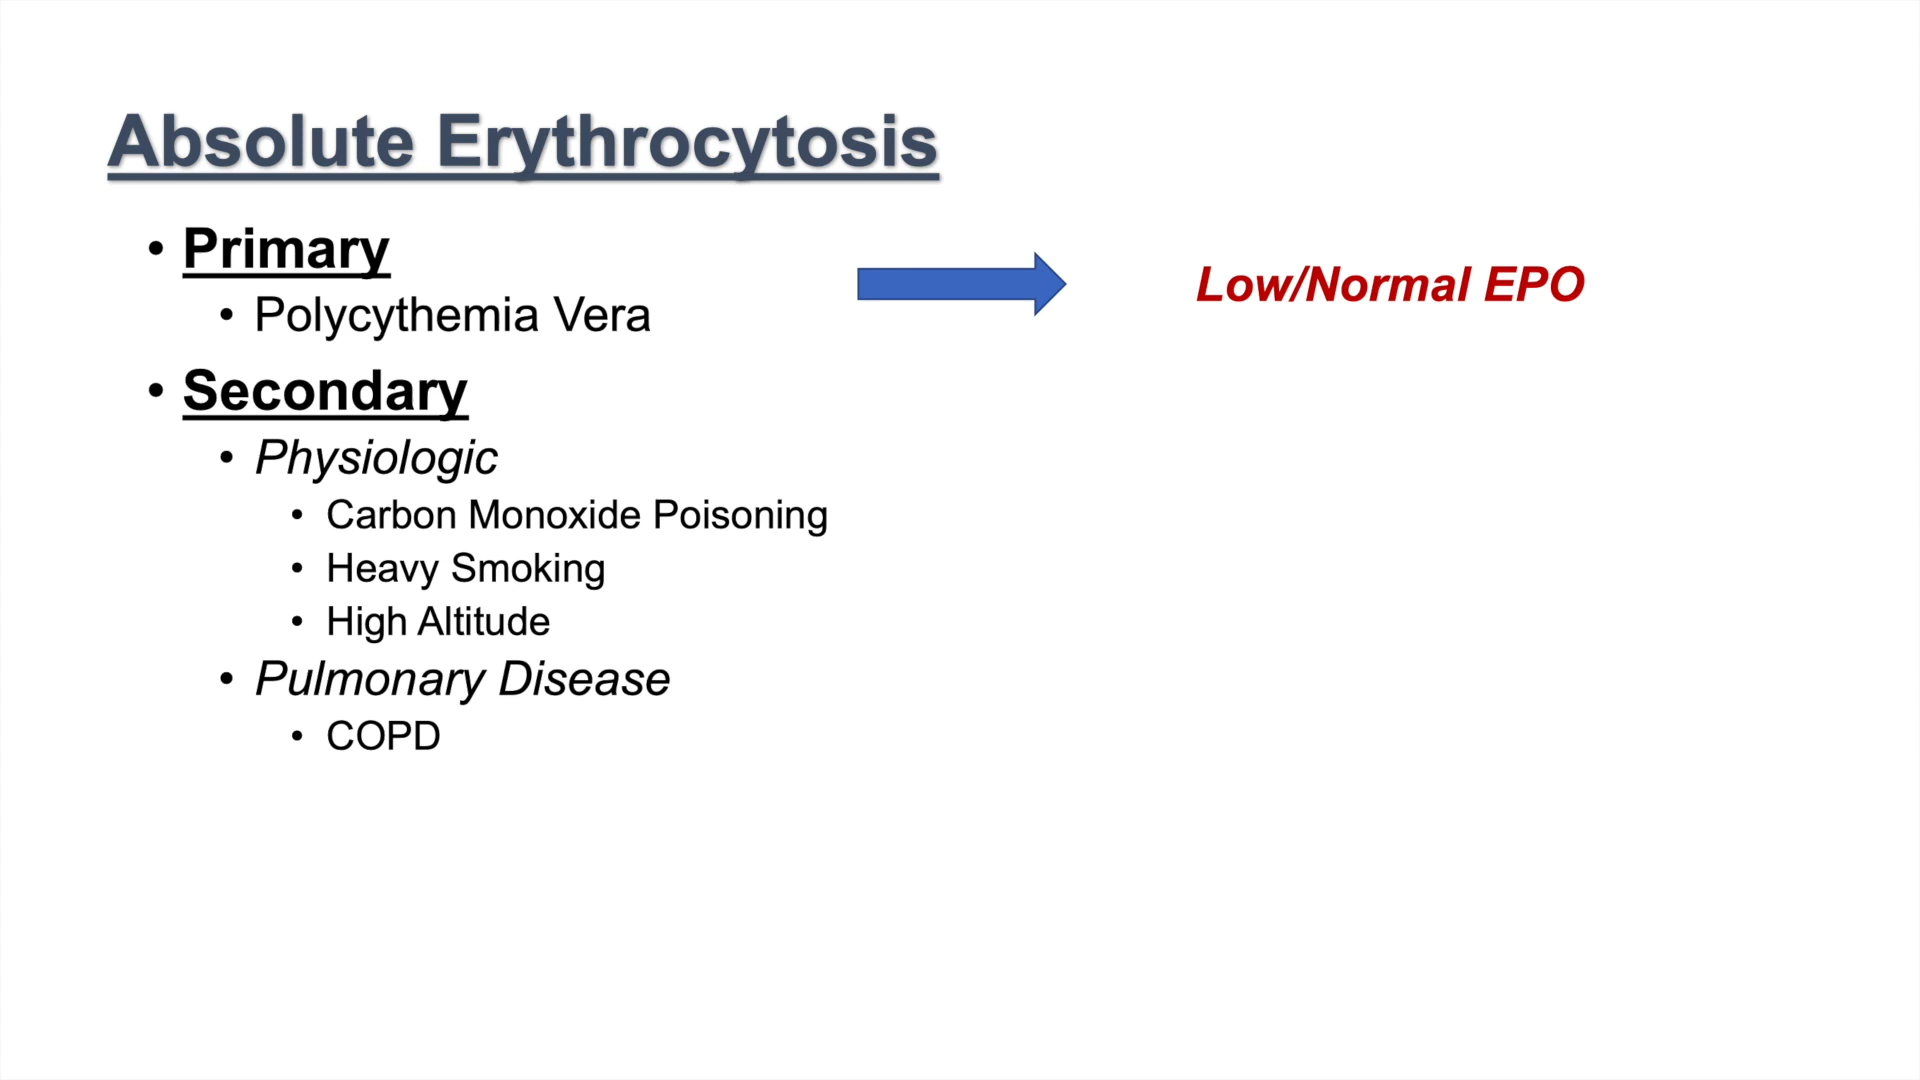 Absolute Erythrocytosis
• Primary
• Polycythemia Vera
Low/Normal EPO
• Secondary
• Physiologic
• Carbon Monoxide Poisoning
• Heavy Smoking
• High Altitude
• Pulmonary Disease
• COPD